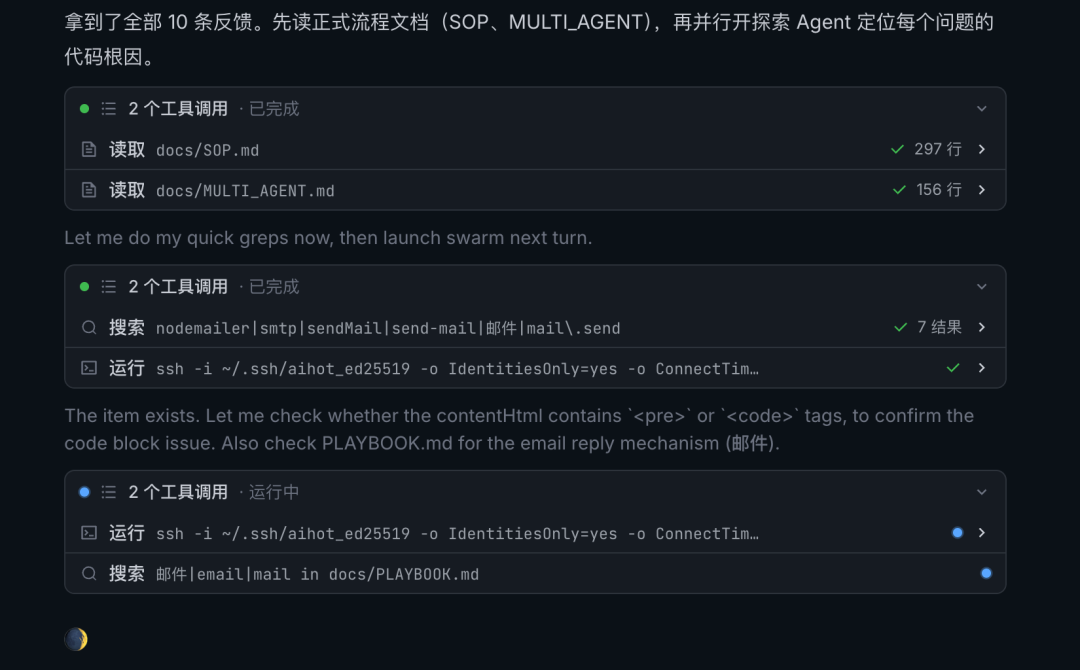 拿到了全部 10 条反馈。先读正式流程文档（SOP、MULTI_AGENT），再并行开探索 Agent 定位每个问题的
代码根因。
2 个工具调用 · 已完成
读取 docs/SOP.md 297 行
读取 docs/MULTI_AGENT.md 156 行
Let me do my quick greps now, then launch swarm next turn.
2 个工具调用 · 已完成
搜索 nodemailer|smtp|sendMail|send-mail|邮件|mail\.send 7 结果
运行 ssh -i ~/.ssh/aihot_ed25519 -o IdentitiesOnly=yes -o ConnectTim…
The item exists. Let me check whether the contentHtml contains `<pre>` or `<code>` tags, to confirm the
code block issue. Also check PLAYBOOK.md for the email reply mechanism (邮件).
2 个工具调用 · 运行中
运行 ssh -i ~/.ssh/aihot_ed25519 -o IdentitiesOnly=yes -o ConnectTim…
搜索 邮件|email|mail in docs/PLAYBOOK.md